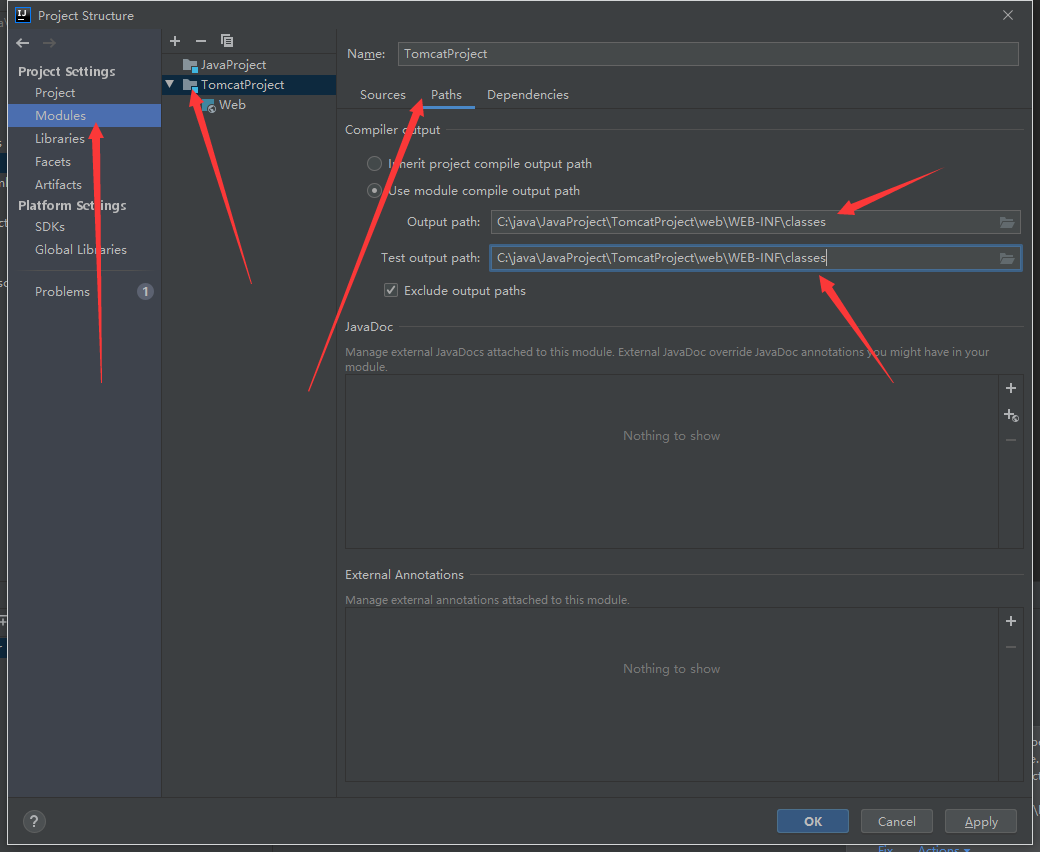 Project Structure
Project Settings
Project
Modules
Libraries
Facets
Artifacts
Platform Settings
SDKs
Global Libraries
Problems
1
JavaProject
TomcatProject
Web
Name: TomcatProject
Sources Paths Dependencies
Compiler output
Inherit project compile output path
Use module compile output path
Output path: C:\java\JavaProject\TomcatProject\web\WEB-INF\classes
Test output path: C:\java\JavaProject\TomcatProject\web\WEB-INF\classes
Exclude output paths
JavaDoc
Manage external JavaDocs attached to this module. External JavaDoc override JavaDoc annotations you might have in your
module.
Nothing to show
External Annotations
Manage external annotations attached to this module.
Nothing to show
?
OK Cancel Apply
Fix Actions